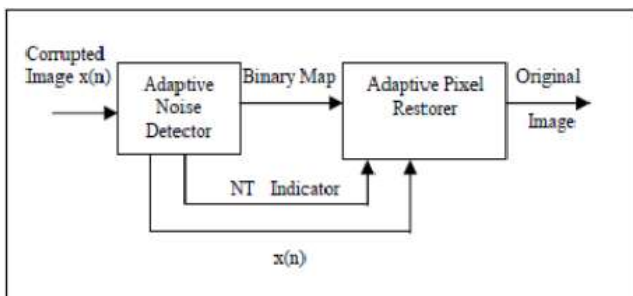 Corrupted
Image x(n)
Adaptive
Noise
Detector
Binary Map
Adaptive Pixel
Restorer
Original
Image
NT Indicator
x(n)